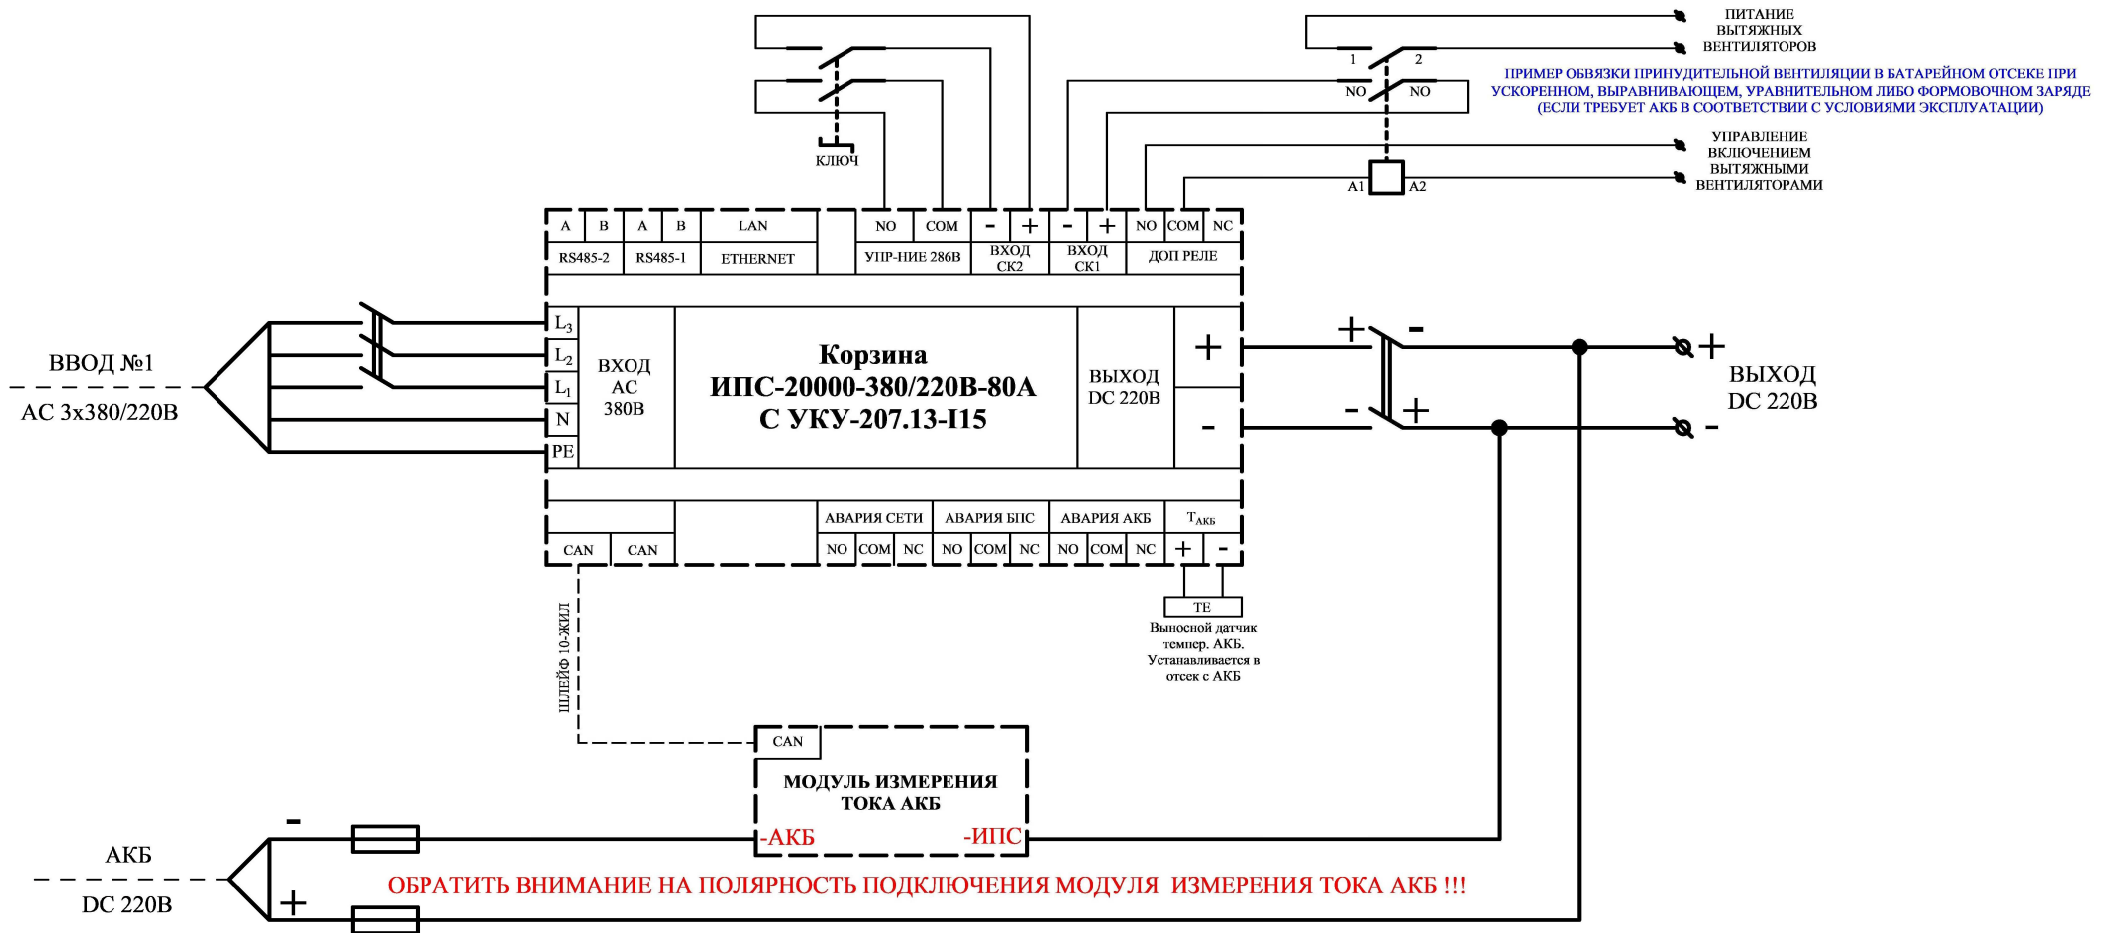 ПИТАНИЕ
ВЫТЯЖНЫХ
ВЕНТИЛЯТОРОВ
1 2
NO NO
ПРИМЕР ОБВЯЗКИ ПРИНУДИТЕЛЬНОЙ ВЕНТИЛЯЦИИ В БАТАРЕЙНОМ ОТСЕКЕ ПРИ
УСКОРЕННОМ, ВЫРАВНИВАЮЩЕМ, УРАВНИТЕЛЬНОМ ЛИБО ФОРМОВОЧНОМ ЗАРЯДЕ
(ЕСЛИ ТРЕБУЕТ АКБ В СООТВЕТСТВИИ С УСЛОВИЯМИ ЭКСПЛУАТАЦИИ)
КЛЮЧ
УПРАВЛЕНИЕ
ВКЛЮЧЕНИЕМ
ВЫТЯЖНЫМИ
ВЕНТИЛЯТОРАМИ
A1 A2
A B A B LAN NO COM - + - + NO COM NC
RS485-2 RS485-1 ETHERNET УПР-НИЕ 286В ВХОД СК2 ВХОД СК1 ДОП РЕЛЕ
ВВОД №1
AC 3x380/220В
L3
L2
L1
N
PE
ВХОД
AC
380В
Корзина
ИПС-20000-380/220В-80А
С УКУ-207.13-I15
ВЫХОД
DC 220В
+
-
+ -
- +
+
ВЫХОД
DC 220В
-
АВАРИЯ СЕТИ АВАРИЯ БПС АВАРИЯ АКБ TАКБ
CAN CAN NO COM NC NO COM NC NO COM NC + -
ШЛЕЙФ 10-ЖИЛ
TE
Выносной датчик
темпер. АКБ.
Устанавливается в
отсек с АКБ
CAN
МОДУЛЬ ИЗМЕРЕНИЯ
ТОКА АКБ
-АКБ -ИПС
-
АКБ
DC 220В
+
ОБРАТИТЬ ВНИМАНИЕ НА ПОЛЯРНОСТЬ ПОДКЛЮЧЕНИЯ МОДУЛЯ ИЗМЕРЕНИЯ ТОКА АКБ !!!